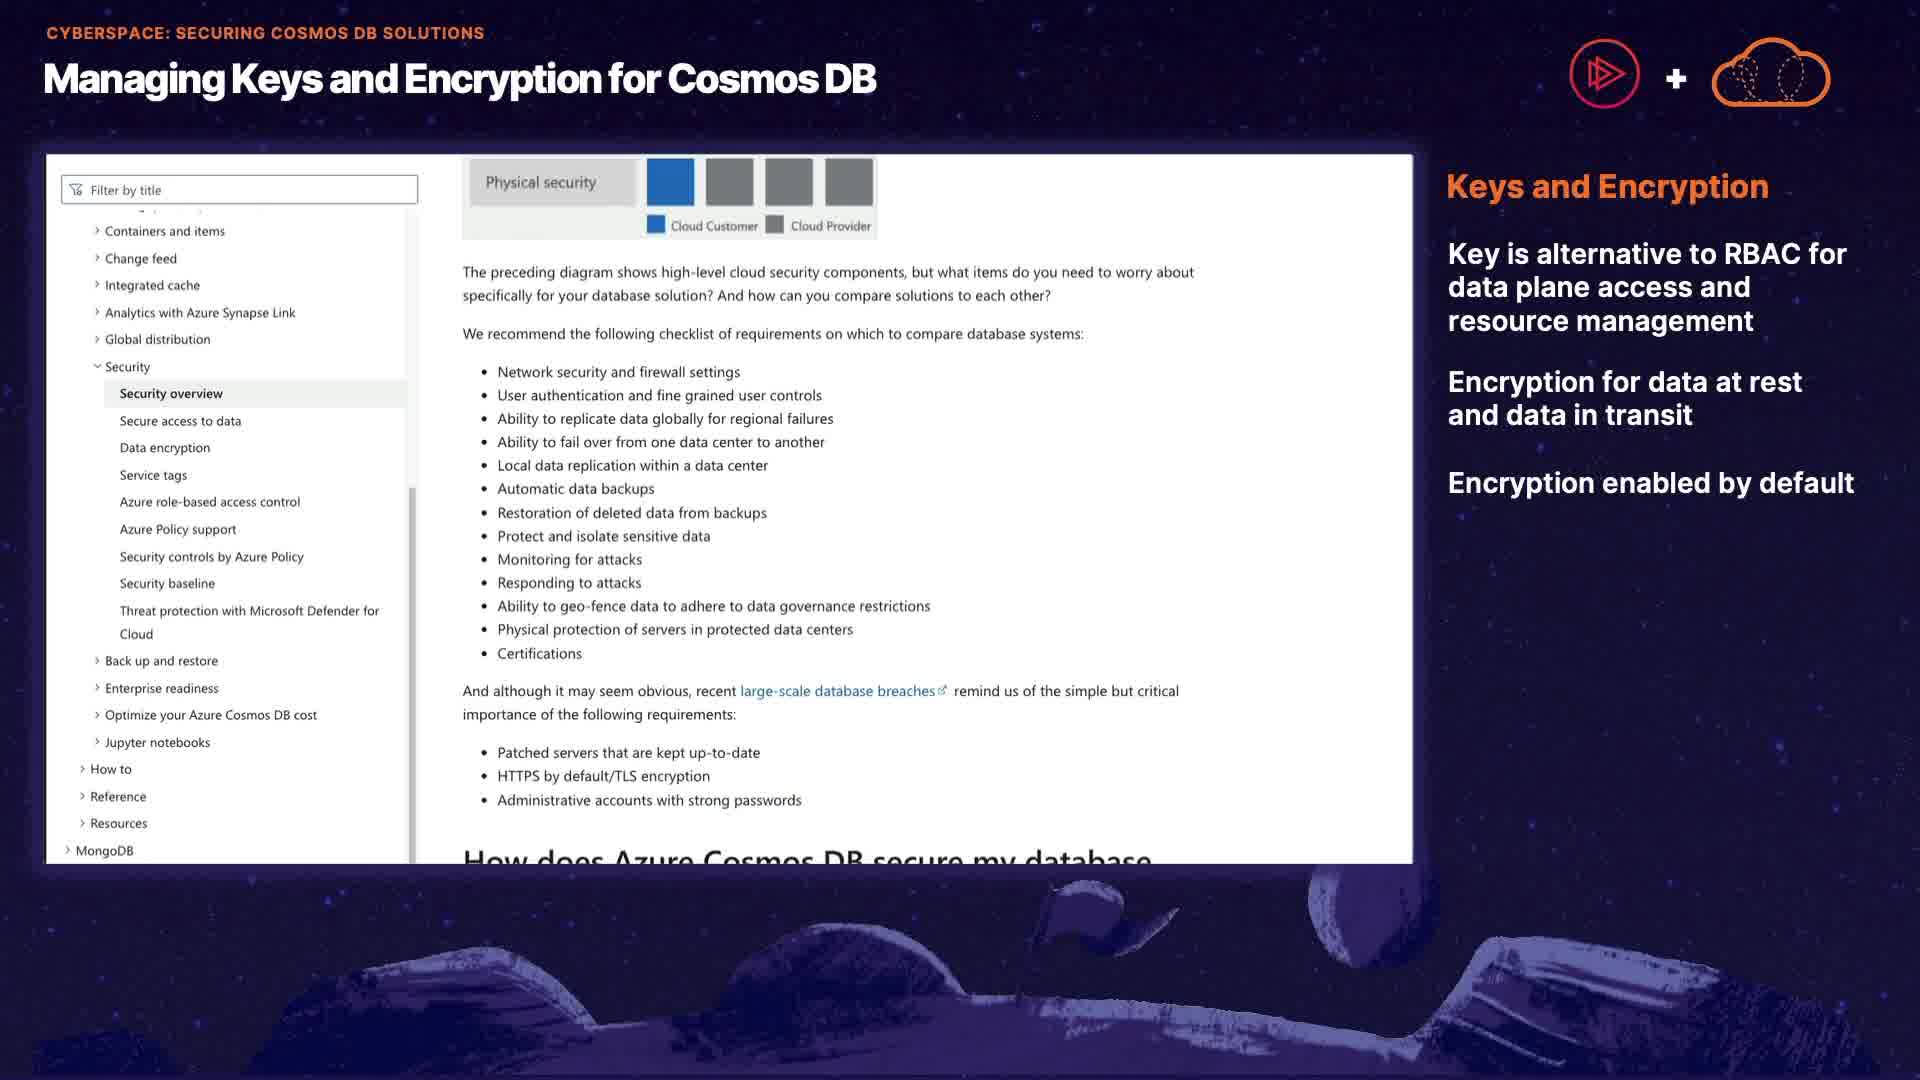 CYBERSPACE: SECURING COSMOS DB SOLUTIONS
Managing Keys and Encryption for Cosmos DB
+
Filter by title
Containers and items
Change feed
Integrated cache
Analytics with Azure Synapse Link
Global distribution
Security
Security overview
Secure access to data
Data encryption
Service tags
Azure role-based access control
Azure Policy support
Security controls by Azure Policy
Security baseline
Threat protection with Microsoft Defender for
Cloud
Back up and restore
Enterprise readiness
Optimize your Azure Cosmos DB cost
Jupyter notebooks
How to
Reference
Resources
MongoDB
Physical security
Cloud Customer Cloud Provider
The preceding diagram shows high-level cloud security components, but what items do you need to worry about
specifically for your database solution? And how can you compare solutions to each other?
We recommend the following checklist of requirements on which to compare database systems:
• Network security and firewall settings
• User authentication and fine grained user controls
• Ability to replicate data globally for regional failures
• Ability to fail over from one data center to another
• Local data replication within a data center
• Automatic data backups
• Restoration of deleted data from backups
• Protect and isolate sensitive data
• Monitoring for attacks
• Responding to attacks
• Ability to geo-fence data to adhere to data governance restrictions
• Physical protection of servers in protected data centers
• Certifications
And although it may seem obvious, recent large-scale database breaches remind us of the simple but critical
importance of the following requirements:
• Patched servers that are kept up-to-date
• HTTPS by default/TLS encryption
• Administrative accounts with strong passwords
How does Azure Cosmos DB secure my database
Keys and Encryption
Key is alternative to RBAC for
data plane access and
resource management
Encryption for data at rest
and data in transit
Encryption enabled by default